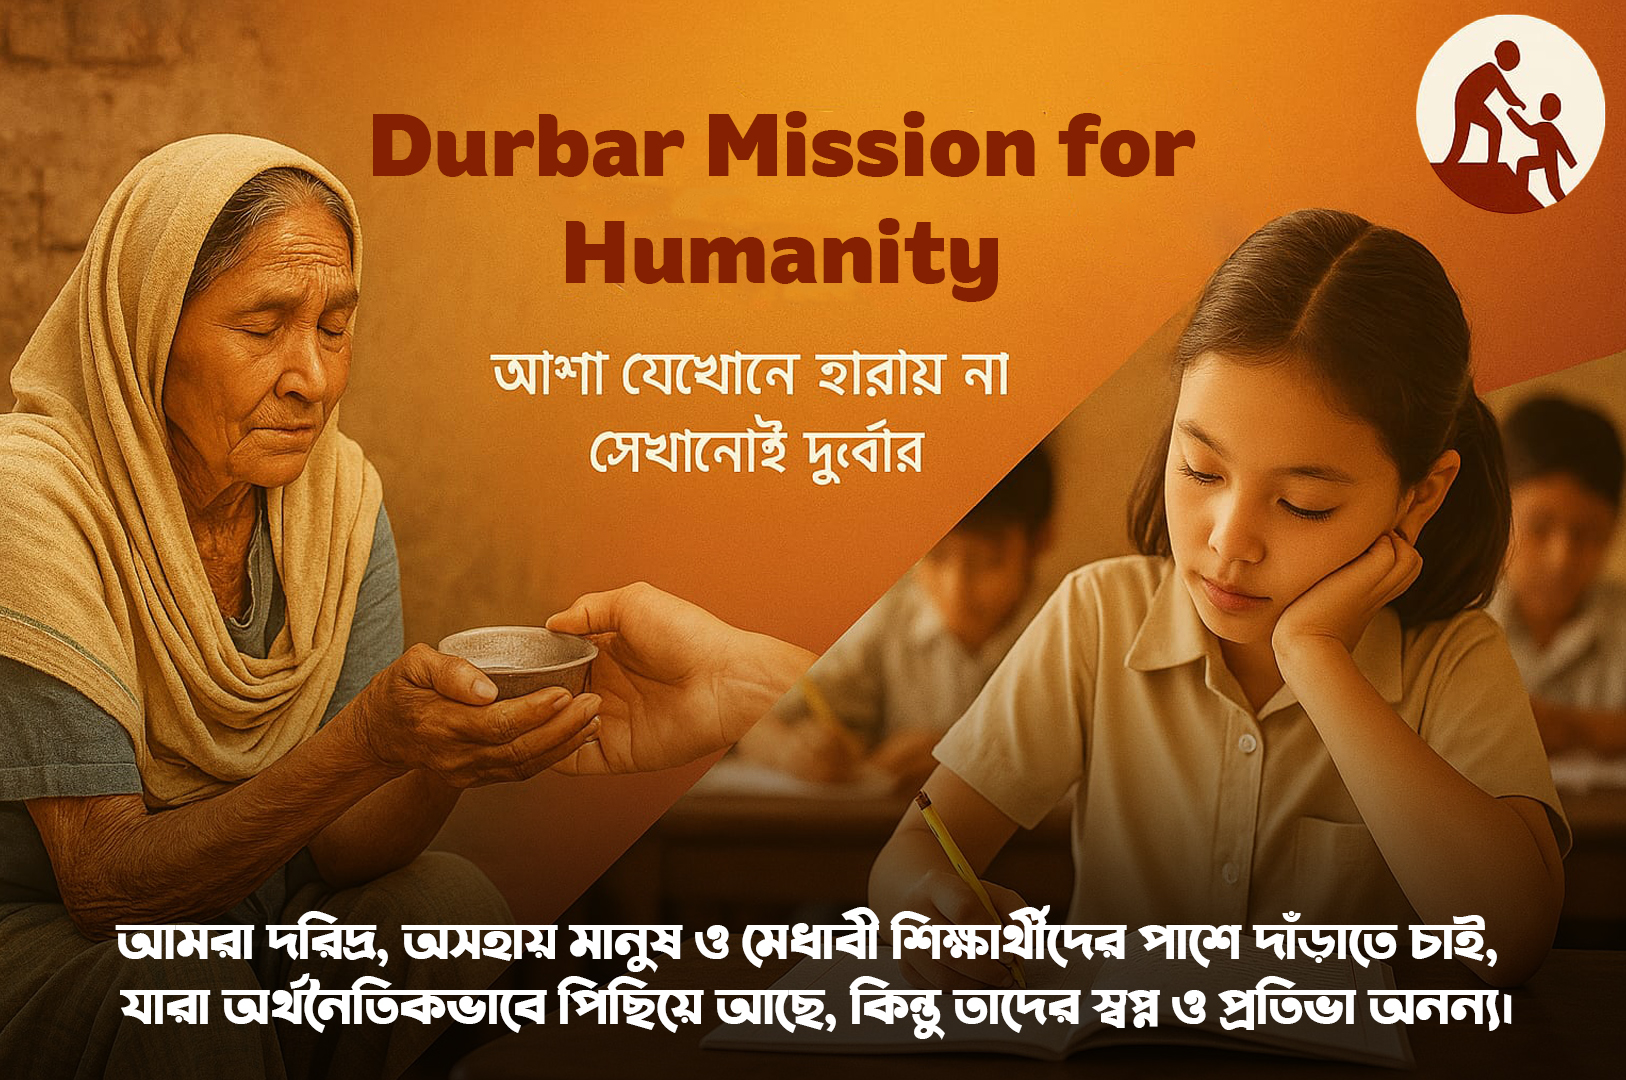 Durbar Mission for
Humanity
আশা যেখোনে হারায় না
সেখানোই দুর্বার
আমরা দরিদ্র, অসহায় মানুষ ও মেধাবী শিক্ষার্থীদের পাশে দাঁড়াতে চাই,
যারা অর্থনৈতিকভাবে পিছিয়ে আছে, কিন্তু তাদের স্বপ্ন ও প্রতিভা অনন্য।